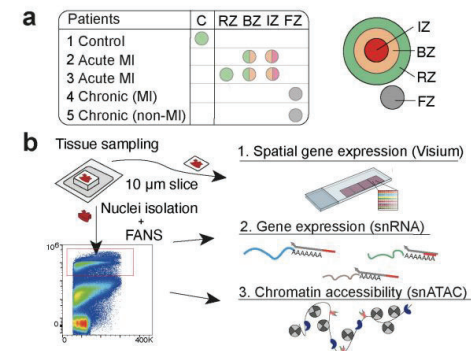 a
Patients C RZ BZ IZ FZ
1 Control
2 Acute MI
3 Acute MI
4 Chronic (MI)
5 Chronic (non-MI)
IZ
BZ
RZ
FZ
b
Tissue sampling
10 µm slice
Nuclei isolation
+
FANS
10⁶
0
0
400K
1. Spatial gene expression (Visium)
2. Gene expression (snRNA)
3. Chromatin accessibility (snATAC)